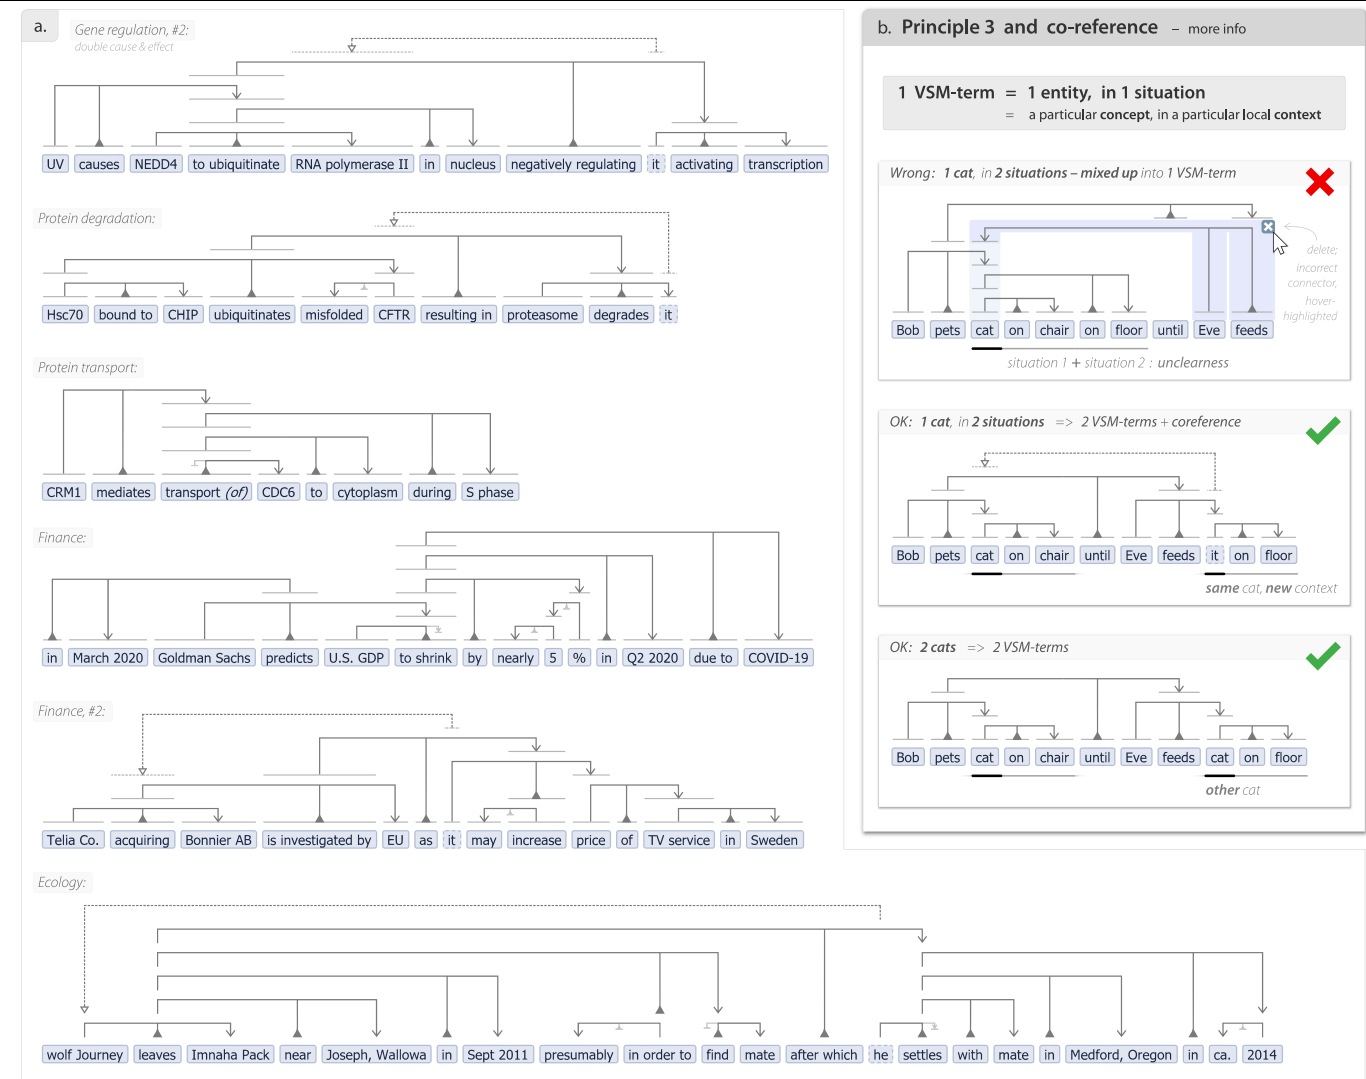 a.
Gene regulation, #2:
double cause & effect
UV causes NEDD4 to ubiquitinate RNA polymerase II in nucleus negatively regulating it activating transcription
Protein degradation:
Hsc70 bound to CHIP ubiquitinates misfolded CFTR resulting in proteasome degrades it
Protein transport:
CRM1 mediates transport (of) CDC6 to cytoplasm during S phase
Finance:
in March 2020 Goldman Sachs predicts U.S. GDP to shrink by nearly 5 % in Q2 2020 due to COVID-19
Finance, #2:
Telia Co. acquiring Bonnier AB is investigated by EU as it may increase price of TV service in Sweden
Ecology:
wolf Journey leaves Imnaha Pack near Joseph, Wallowa in Sept 2011 presumably in order to find mate after which he settles with mate in Medford, Oregon in ca. 2014
b. Principle 3 and co-reference – more info
1 VSM-term = 1 entity, in 1 situation
= a particular concept, in a particular local context
Wrong: 1 cat, in 2 situations – mixed up into 1 VSM-term
delete;
incorrect
connector,
hover-
highlighted
Bob pets cat on chair on floor until Eve feeds
situation 1 + situation 2 : unclearness
OK: 1 cat, in 2 situations => 2 VSM-terms + coreference
Bob pets cat on chair until Eve feeds it on floor
same cat, new context
OK: 2 cats => 2 VSM-terms
Bob pets cat on chair until Eve feeds cat on floor
other cat